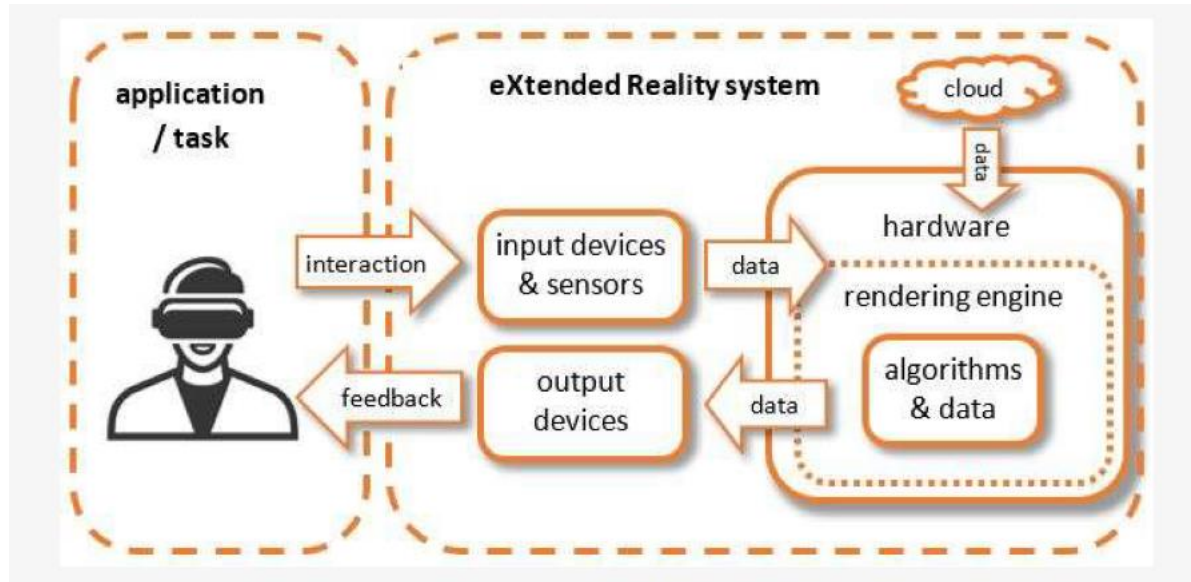 application
/ task
eXtended Reality system
cloud
data
hardware
interaction
input devices
& sensors
data
rendering engine
algorithms
& data
feedback
output
devices
data